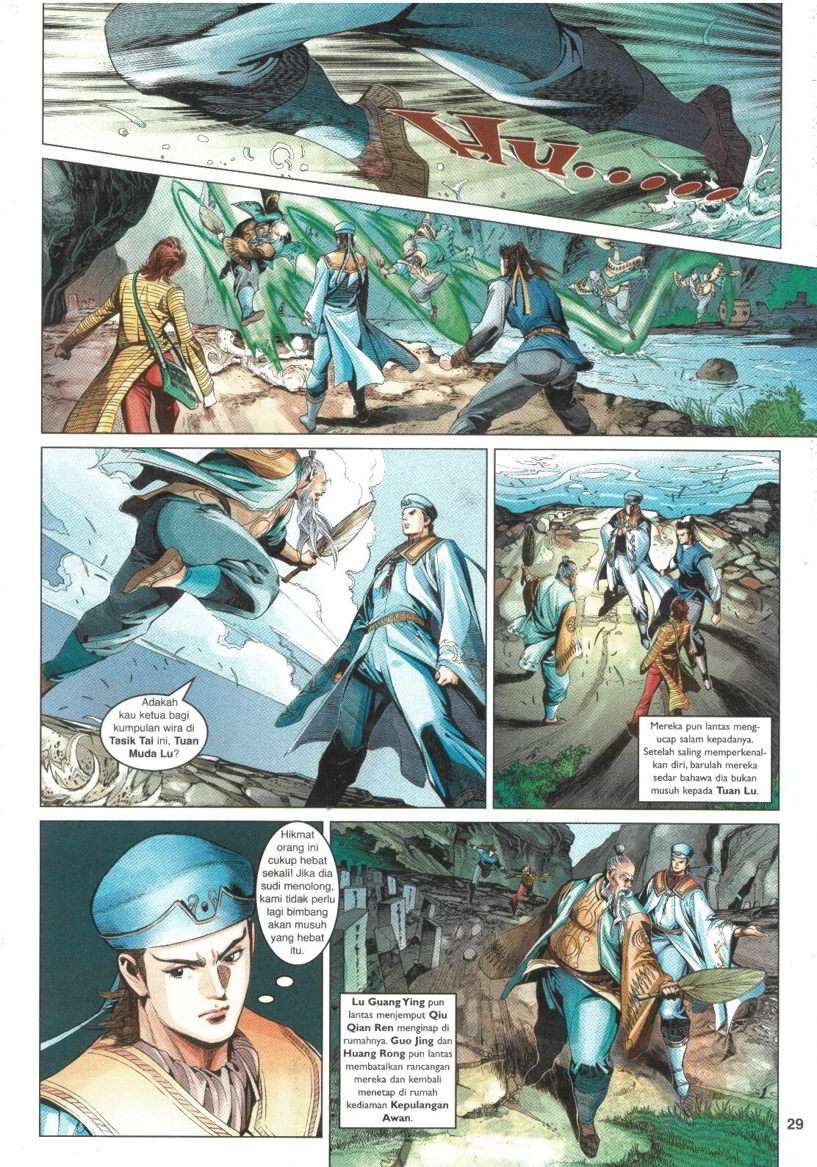 Hu......
Adakah
kau ketua bagi
kumpulan wira di
Tasik Tai ini, Tuan
Muda Lu?
Mereka pun lantas meng-
ucap salam kepadanya.
Setelah saling memperkenal-
kan diri, barulah mereka
sedar bahawa dia bukan
musuh kepada Tuan Lu.
Hikmat
orang ini
cukup hebat
sekali! Jika dia
sudi menolong,
kami tidak perlu
lagi bimbang
akan musuh
yang hebat
itu.
Lu Guang Ying pun
lantas menjemput Qiu
Qian Ren menginap di
rumahnya. Guo Jing dan
Huang Rong pun lantas
membatalkan rancangan
mereka dan kembali
menetap di rumah
kediaman Kepulangan
Awan.
29